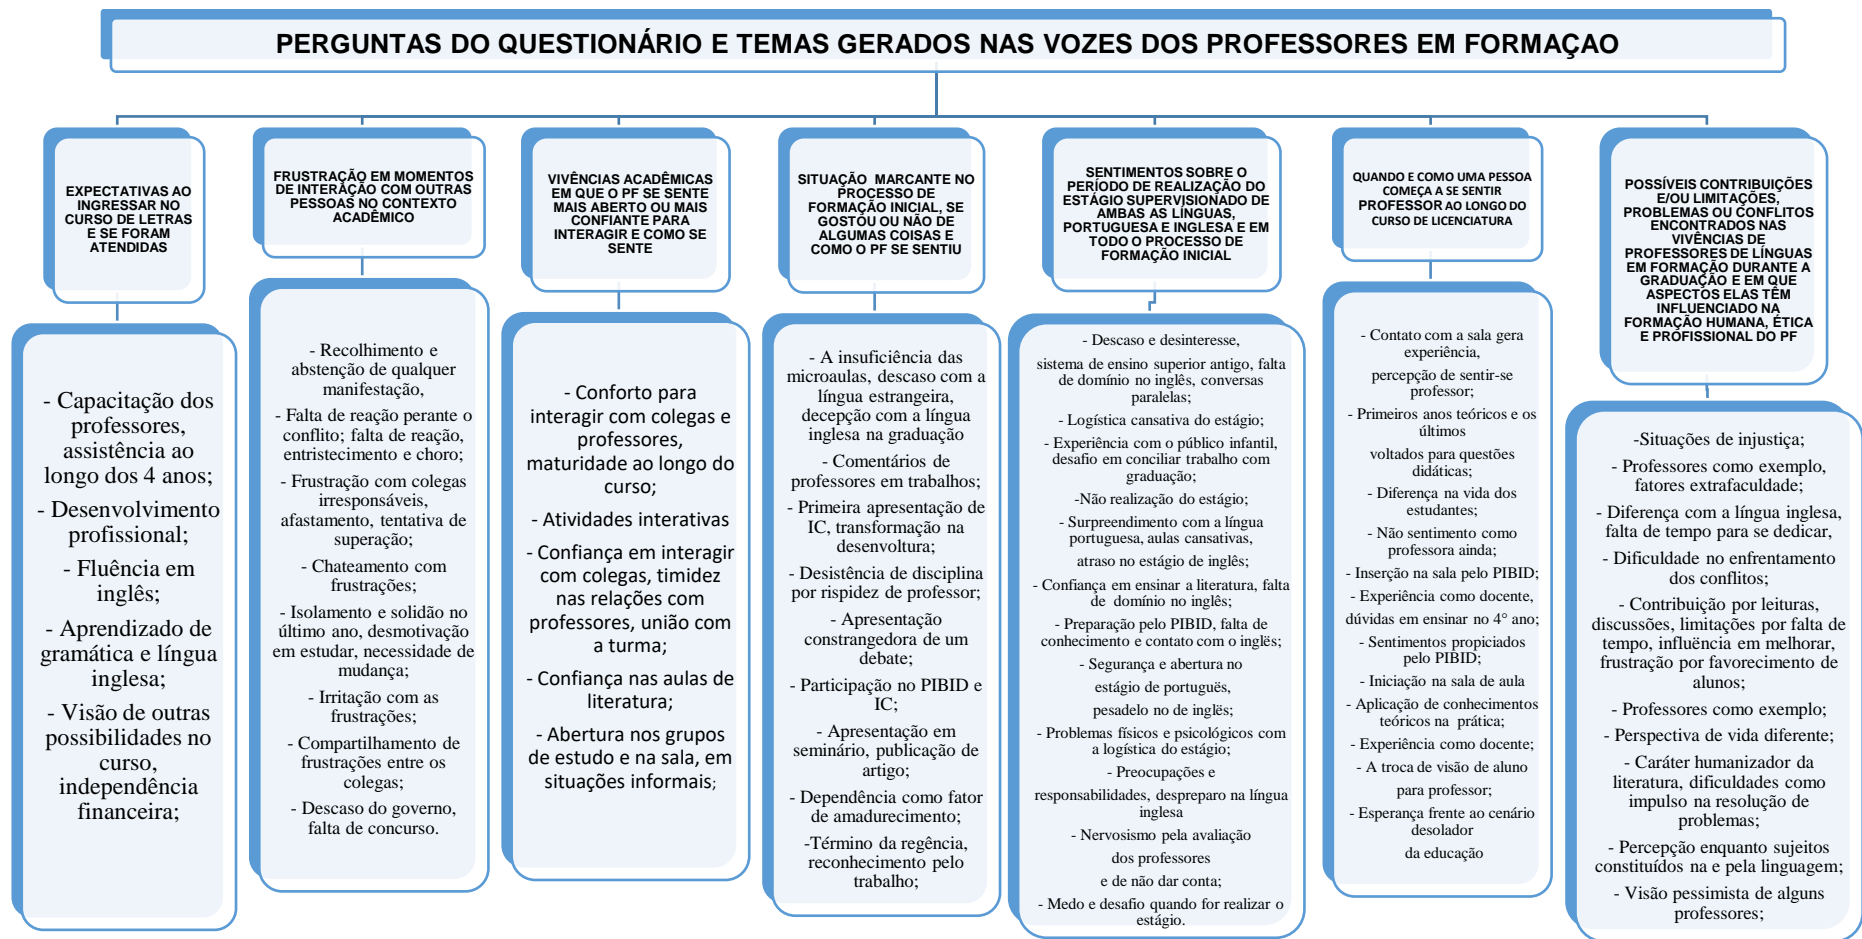 PERGUNTAS DO QUESTIONÁRIO E TEMAS GERADOS NAS VOZES DOS PROFESSORES EM FORMAÇAO
EXPECTATIVAS AO
INGRESSAR NO
CURSO DE LETRAS
E SE FORAM
ATENDIDAS
- Capacitação dos
professores,
assistência ao
longo dos 4 anos;
- Desenvolvimento
profissional;
- Fluência em
inglês;
- Aprendizado de
gramática e língua
inglesa;
- Visão de outras
possibilidades no
curso,
independência
financeira;
FRUSTRAÇÃO EM MOMENTOS
DE INTERAÇÃO COM OUTRAS
PESSOAS NO CONTEXTO
ACADÊMICO
- Recolhimento e
abstenção de qualquer
manifestação,
- Falta de reação perante o
conflito; falta de reação,
entristecimento e choro;
- Frustração com colegas
irresponsáveis,
afastamento, tentativa de
superação;
- Chateamento com
frustrações;
- Isolamento e solidão no
último ano, desmotivação
em estudar, necessidade de
mudança;
- Irritação com as
frustrações;
- Compartilhamento de
frustrações entre os
colegas;
- Descaso do governo,
falta de concurso.
VIVÊNCIAS ACADÊMICAS
EM QUE O PF SE SENTE
MAIS ABERTO OU MAIS
CONFIANTE PARA
INTERAGIR E COMO SE
SENTE
- Conforto para
interagir com colegas e
professores,
maturidade ao longo do
curso;
- Atividades interativas
- Confiança em interagir
com colegas, timidez
nas relações com
professores, união com
a turma;
- Confiança nas aulas de
literatura;
- Abertura nos grupos
de estudo e na sala, em
situações informais;
SITUAÇÃO MARCANTE NO
PROCESSO DE
FORMAÇÃO INICIAL, SE
GOSTOU OU NÃO DE
ALGUMAS COISAS E
COMO O PF SE SENTIU
- A insuficiência das
microaulas, descaso com a
língua estrangeira,
decepção com a língua
inglesa na graduação
- Comentários de
professores em trabalhos;
- Primeira apresentação de
IC, transformação na
desenvoltura;
- Desistência de disciplina
por rispidez de professor;
- Apresentação
constrangedora de um
debate;
- Participação no PIBID e
IC;
- Apresentação em
seminário, publicação de
artigo;
- Dependência como fator
de amadurecimento;
-Término da regência,
reconhecimento pelo
trabalho;
SENTIMENTOS SOBRE O
PERÍODO DE REALIZAÇÃO DO
ESTÁGIO SUPERVISIONADO DE
AMBAS AS LÍNGUAS,
PORTUGUESA E INGLESA E EM
TODO O PROCESSO DE
FORMAÇÃO INICIAL
- Descaso e desinteresse,
sistema de ensino superior antigo, falta
de domínio no inglês, conversas
paralelas;
- Logística cansativa do estágio;
- Experiência com o público infantil,
desafio em conciliar trabalho com
graduação;
-Não realização do estágio;
- Surpreendimento com a língua
portuguesa, aulas cansativas,
atraso no estágio de inglês;
- Confiança em ensinar a literatura, falta
de domínio no inglês;
- Preparação pelo PIBID, falta de
conhecimento e contato com o inglës;
- Segurança e abertura no
estágio de portuguës,
pesadelo no de inglës;
- Problemas físicos e psicológicos com
a logística do estágio;
- Preocupações e
responsabilidades, despreparo na língua
inglesa
- Nervosismo pela avaliação
dos professores
e de não dar conta;
- Medo e desafio quando for realizar o
estágio.
QUANDO E COMO UMA PESSOA
COMEÇA A SE SENTIR
PROFESSOR AO LONGO DO
CURSO DE LICENCIATURA
- Contato com a sala gera
experiência,
percepção de sentir-se
professor;
- Primeiros anos teóricos e os
últimos
voltados para questões
didáticas;
- Diferença na vida dos
estudantes;
- Não sentimento como
professora ainda;
- Inserção na sala pelo PIBID;
- Experiência como docente,
dúvidas em ensinar no 4° ano;
- Sentimentos propiciados
pelo PIBID;
- Iniciação na sala de aula
- Aplicação de conhecimentos
teóricos na prática;
- Experiência como docente;
- A troca de visão de aluno
para professor;
- Esperança frente ao cenário
desolador
da educação
POSSÍVEIS CONTRIBUIÇÕES
E/OU LIMITAÇÕES,
PROBLEMAS OU CONFLITOS
ENCONTRADOS NAS
VIVÊNCIAS DE
PROFESSORES DE LÍNGUAS
EM FORMAÇÃO DURANTE A
GRADUAÇÃO E EM QUE
ASPECTOS ELAS TÊM
INFLUENCIADO NA
FORMAÇÃO HUMANA, ÉTICA
E PROFISSIONAL DO PF
-Situações de injustiça;
- Professores como exemplo,
fatores extrafaculdade;
- Diferença com a língua inglesa,
falta de tempo para se dedicar,
- Dificuldade no enfrentamento
dos conflitos;
- Contribuição por leituras,
discussões, limitações por falta de
tempo, influëncia em melhorar,
frustração por favorecimento de
alunos;
- Professores como exemplo;
- Perspectiva de vida diferente;
- Caráter humanizador da
literatura, dificuldades como
impulso na resolução de
problemas;
- Percepção enquanto sujeitos
constituídos na e pela linguagem;
- Visão pessimista de alguns
professores;